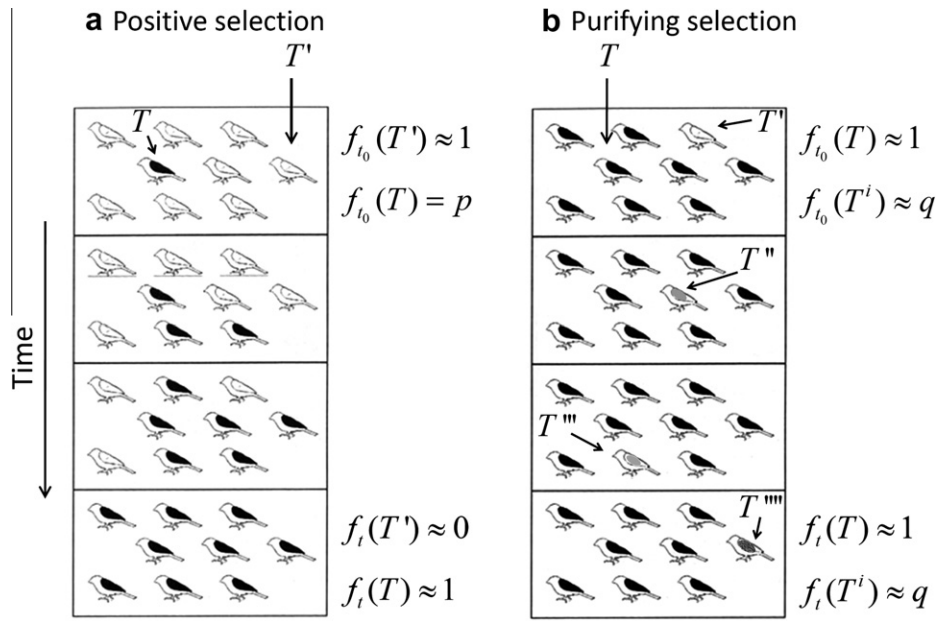 a Positive selection
T'
T
f_{t_0}(T') ≈ 1
f_{t_0}(T) = p
Time
f_t(T') ≈ 0
f_t(T) ≈ 1
b Purifying selection
T
T'
f_{t_0}(T) ≈ 1
f_{t_0}(T^i) ≈ q
T''
T'''
T''''
f_t(T) ≈ 1
f_t(T^i) ≈ q